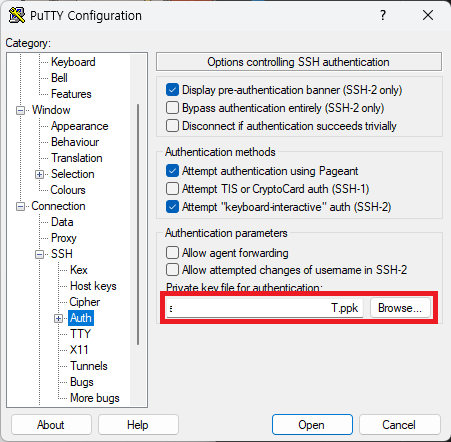 PuTTY Configuration
?
Category:
Keyboard
Bell
Features
Window
Appearance
Behaviour
Translation
Selection
Colours
Connection
Data
Proxy
SSH
Kex
Host keys
Cipher
Auth
TTY
X11
Tunnels
Bugs
More bugs
Options controlling SSH authentication
Display pre-authentication banner (SSH-2 only)
Bypass authentication entirely (SSH-2 only)
Disconnect if authentication succeeds trivially
Authentication methods
Attempt authentication using Pageant
Attempt TIS or CryptoCard auth (SSH-1)
Attempt "keyboard-interactive" auth (SSH-2)
Authentication parameters
Allow agent forwarding
Allow attempted changes of username in SSH-2
Private key file for authentication:
T.ppk Browse...
About Help Open Cancel